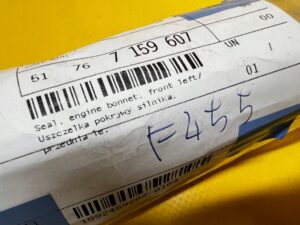 00
51 76 7 159 607
00
UN /
01
Seal. engine bonnet. front left/
Uszczelka pokrywy silnika.
przednia le.
F455